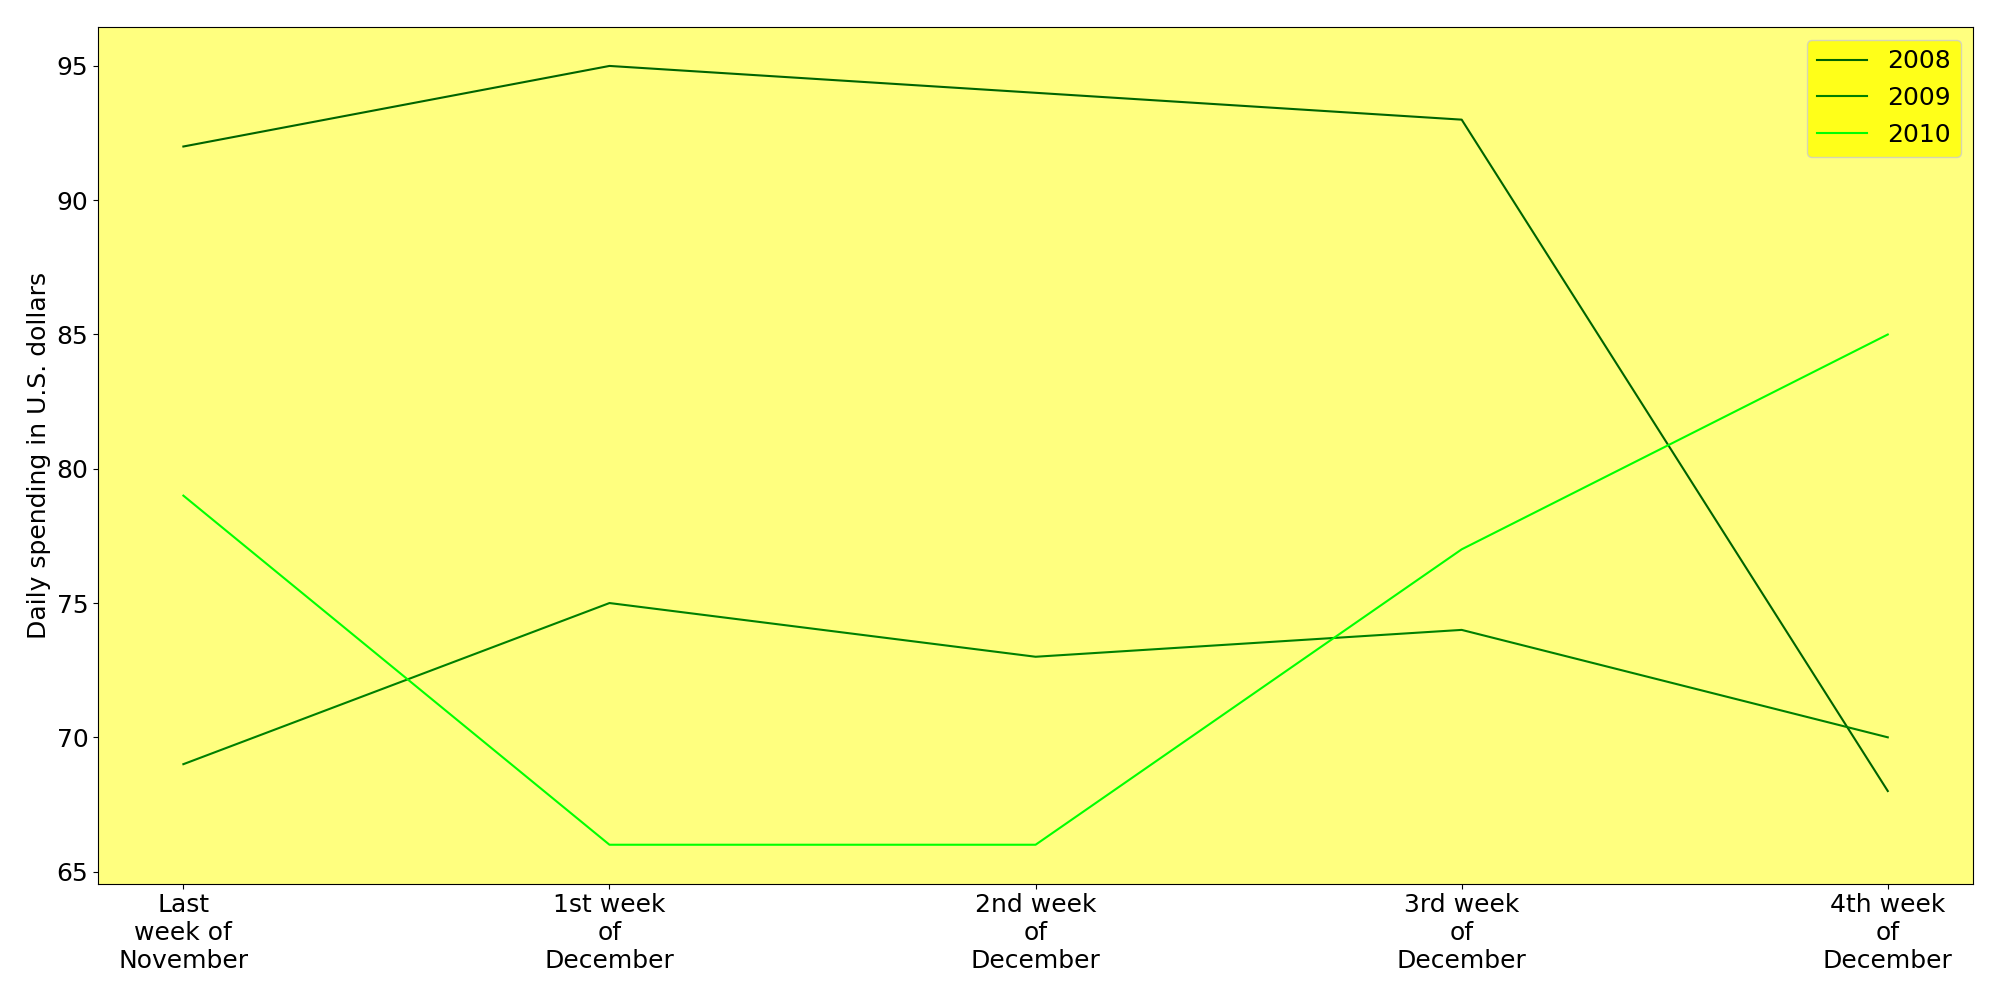 95
90
85
80
75
70
65
Daily spending in U.S. dollars
2008
2009
2010
Last
week of
November
1st week
of
December
2nd week
of
December
3rd week
of
December
4th week
of
December